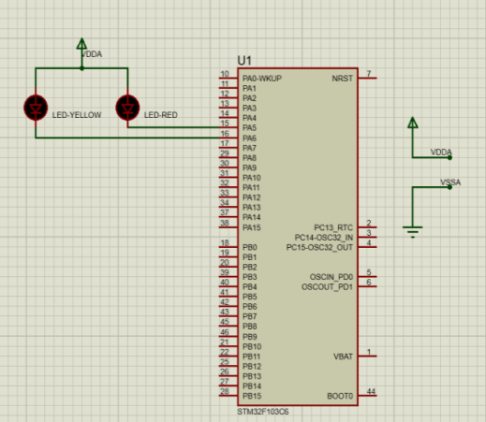 VDDA
LED-YELLOW
LED-RED
U1
10 PA0-WKUP
11 PA1
12 PA2
13 PA3
14 PA4
15 PA5
16 PA6
17 PA7
29 PA8
30 PA9
31 PA10
32 PA11
33 PA12
34 PA13
37 PA14
38 PA15
18 PB0
19 PB1
20 PB2
39 PB3
40 PB4
41 PB5
42 PB6
43 PB7
45 PB8
46 PB9
21 PB10
22 PB11
25 PB12
26 PB13
27 PB14
28 PB15
NRST 7
PC13_RTC 2
PC14-OSC32_IN 3
PC15-OSC32_OUT 4
OSCIN_PD0 5
OSCOUT_PD1 6
VBAT 1
BOOT0 44
STM32F103C6
VDDA
VSSA